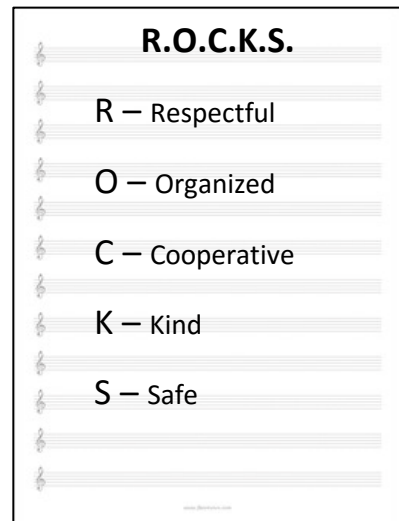 R.O.C.K.S.
R – Respectful
O – Organized
C – Cooperative
K – Kind
S – Safe